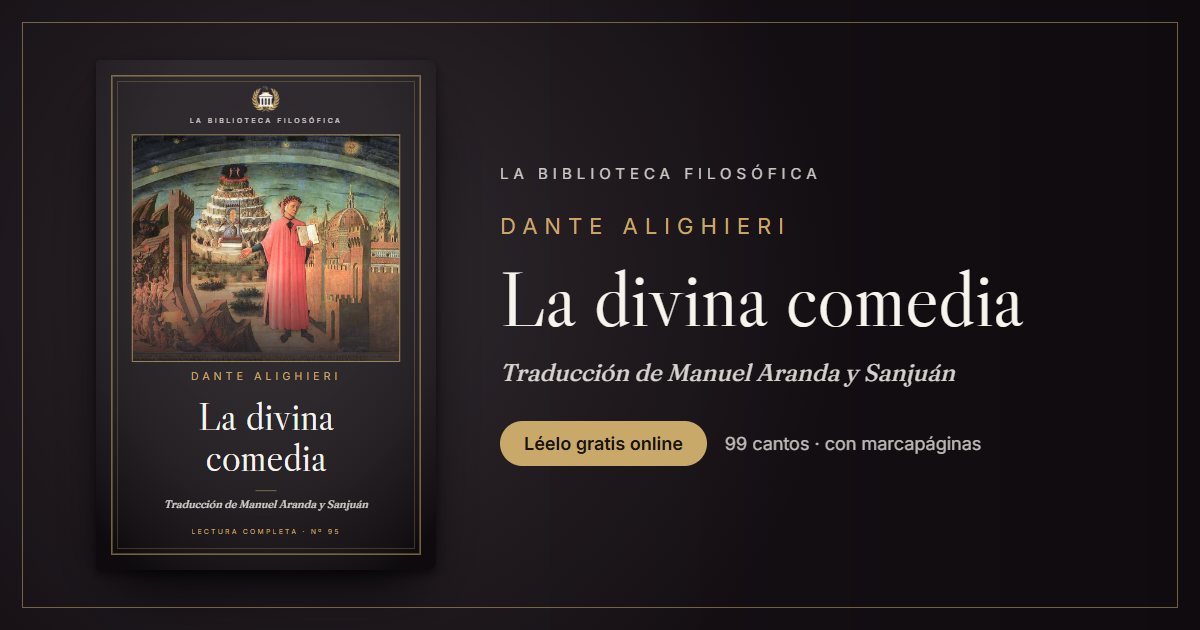 LA BIBLIOTECA FILOSÓFICA
DANTE ALIGHIERI
La divina
comedia
Traducción de Manuel Aranda y Sanjuán
LECTURA COMPLETA · Nº 95
LA BIBLIOTECA FILOSÓFICA
DANTE ALIGHIERI
La divina comedia
Traducción de Manuel Aranda y Sanjuán
Léelo gratis online
99 cantos · con marcapáginas